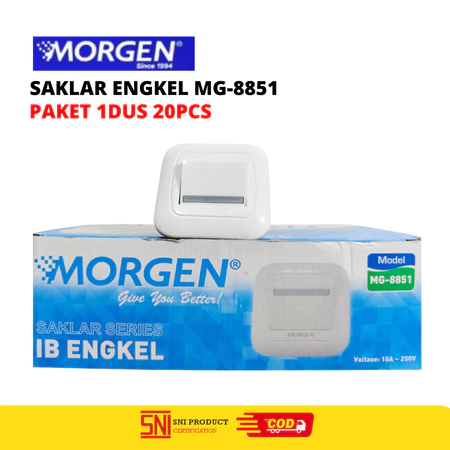 MORGEN®
Since 1994
SAKLAR ENGKEL MG-8851
PAKET 1DUS 20PCS
MORGEN®
Give You Better!
SAKLAR SERIES
IB ENGKEL
Model
MG-8851
MORGEN
Voltase: 10A ~ 250V
SNI
SNI PRODUCT
CERTIFICATION
COD